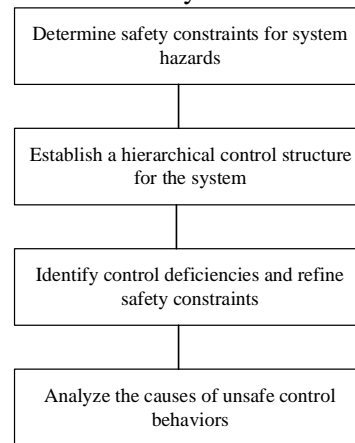 Determine safety constraints for system
hazards
Establish a hierarchical control structure
for the system
Identify control deficiencies and refine
safety constraints
Analyze the causes of unsafe control
behaviors